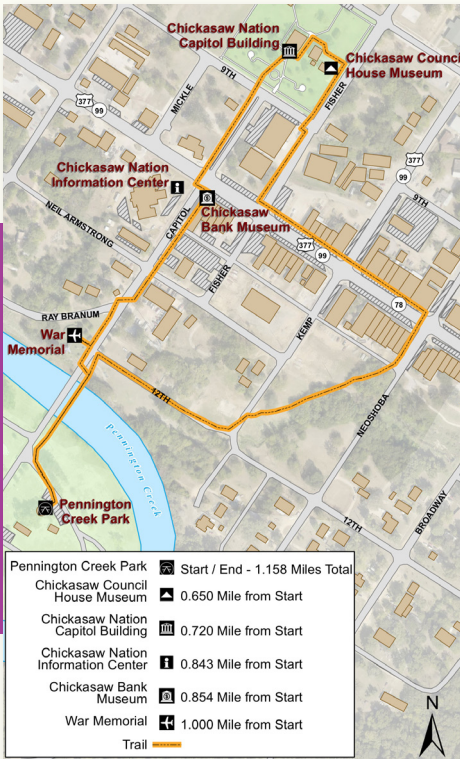 Chickasaw Nation
Capitol Building
Chickasaw Council
House Museum
9TH
MICKLE
FISHER
377
99
Chickasaw Nation
Information Center
377
99
9TH
NEIL ARMSTRONG
CAPITOL
Chickasaw
Bank Museum
377
99
FISHER
78
RAY BRANUM
KEMP
War
Memorial
12TH
NEOSHOBA
Pennington Creek
BROADWAY
Pennington
Creek Park
12TH
Pennington Creek Park
Start / End - 1.158 Miles Total
Chickasaw Council
House Museum
0.650 Mile from Start
Chickasaw Nation
Capitol Building
0.720 Mile from Start
Chickasaw Nation
Information Center
0.843 Mile from Start
Chickasaw Bank
Museum
0.854 Mile from Start
War Memorial
1.000 Mile from Start
Trail
N